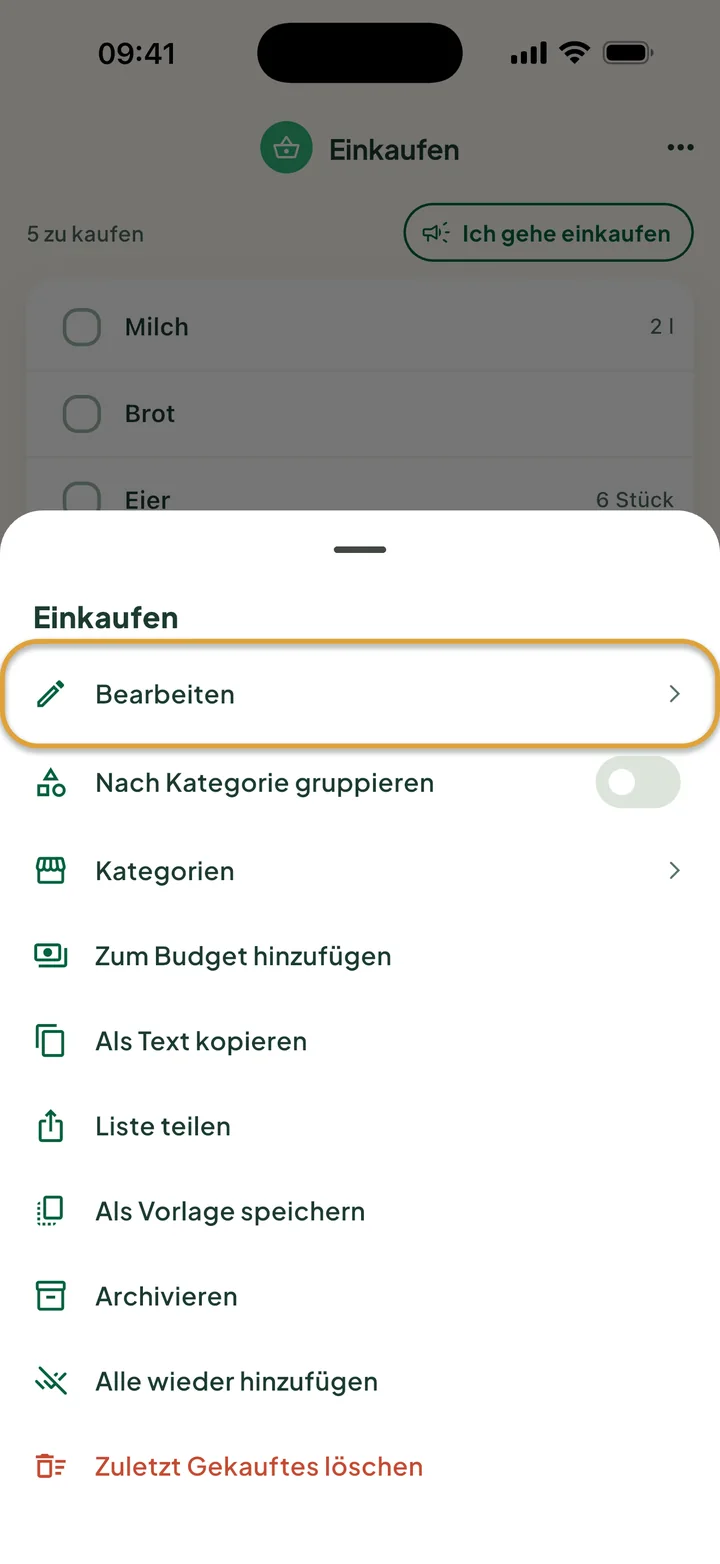 09:41
Einkaufen
5 zu kaufen
Ich gehe einkaufen
Milch 2 l
Brot
Eier 6 Stück
Einkaufen
Bearbeiten
Nach Kategorie gruppieren
Kategorien
Zum Budget hinzufügen
Als Text kopieren
Liste teilen
Als Vorlage speichern
Archivieren
Alle wieder hinzufügen
Zuletzt Gekauftes löschen